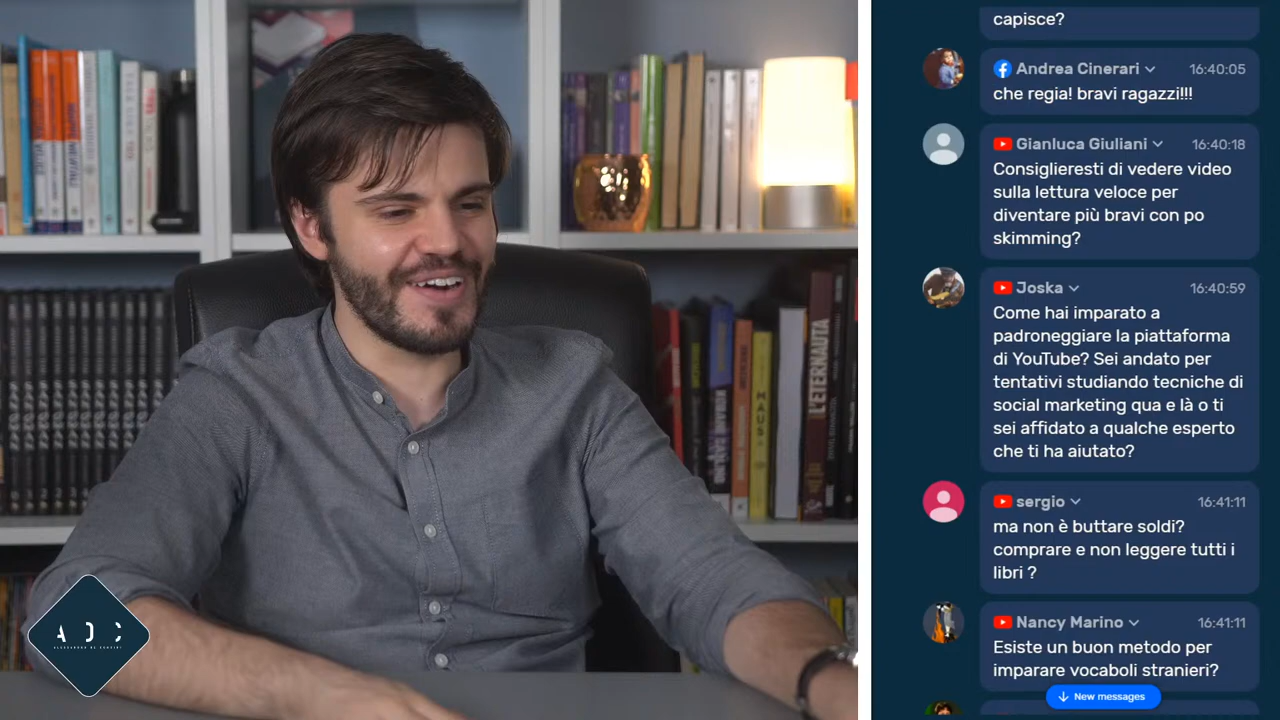 capisce?
Andrea Cinerari 16:40:05
che regia! bravi ragazzi!!!
Gianluca Giuliani 16:40:18
Consiglieresti di vedere video
sulla lettura veloce per
diventare più bravi con po
skimming?
Joska 16:40:59
Come hai imparato a
padroneggiare la piattaforma
di YouTube? Sei andato per
tentativi studiando tecniche di
social marketing qua e là o ti
sei affidato a qualche esperto
che ti ha aiutato?
sergio 16:41:11
ma non è buttare soldi?
comprare e non leggere tutti i
libri ?
Nancy Marino 16:41:11
Esiste un buon metodo per
imparare vocaboli stranieri?
New messages
L'ETERNAUTA
MAUS